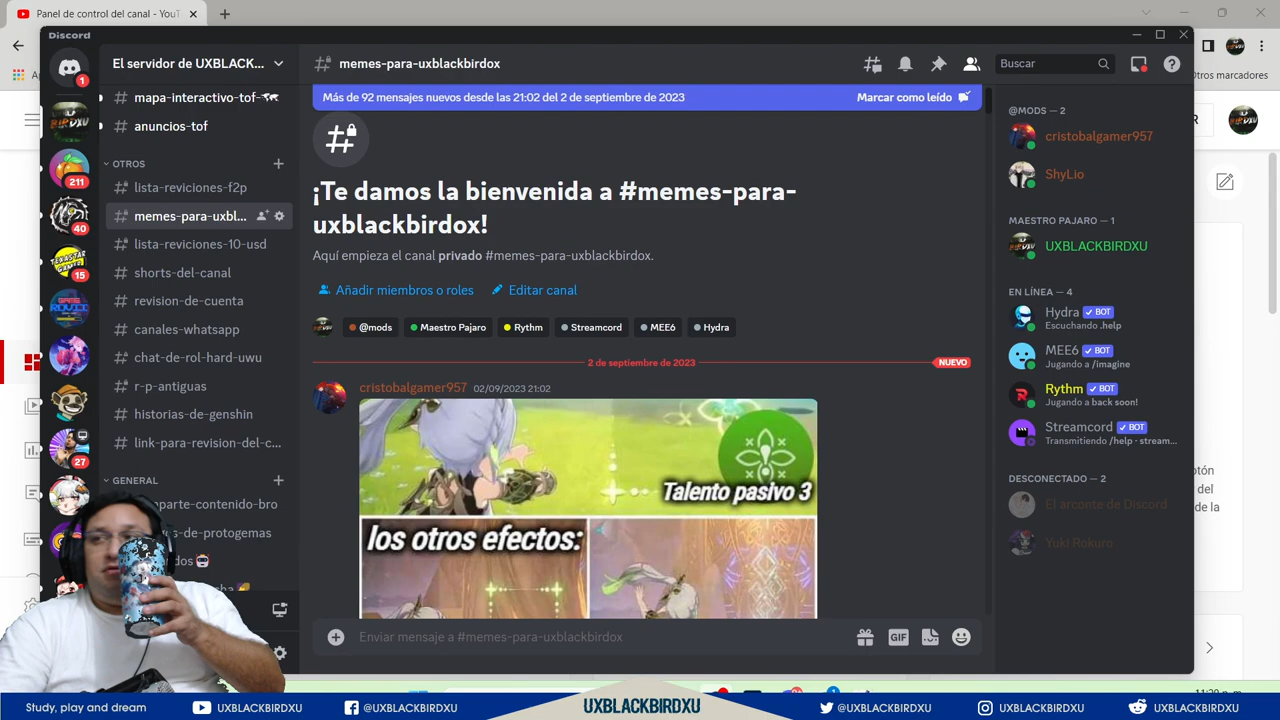 Panel de control del canal - YouT
Discord
Otros marcadores
1
211
40
15
27
El servidor de UXBLACK...
mapa-interactivo-tof-
anuncios-tof
OTROS
lista-reviciones-f2p
memes-para-uxbl...
lista-reviciones-10-usd
shorts-del-canal
revision-de-cuenta
canales-whatsapp
chat-de-rol-hard-uwu
r-p-antiguas
historias-de-genshin
link-para-revision-del-c...
GENERAL
parte-contenido-bro
-de-protogemas
memes-para-uxblackbirdox
Buscar
Más de 92 mensajes nuevos desde las 21:02 del 2 de septiembre de 2023
Marcar como leído
¡Te damos la bienvenida a #memes-para-
uxblackbirdox!
Aquí empieza el canal privado #memes-para-uxblackbirdox.
Añadir miembros o roles
Editar canal
@mods
Maestro Pajaro
Rythm
Streamcord
MEE6
Hydra
2 de septiembre de 2023
NUEVO
cristobalgamer957 02/09/2023 21:02
Talento pasivo 3
los otros efectos:
Enviar mensaje a #memes-para-uxblackbirdox
GIF
@MODS — 2
cristobalgamer957
ShyLio
MAESTRO PAJARO — 1
UXBLACKBIRDXU
EN LÍNEA — 4
Hydra BOT
Escuchando .help
MEE6 BOT
Jugando a /imagine
Rythm BOT
Jugando a back soon!
Streamcord BOT
Transmitiendo /help · stream...
DESCONECTADO — 2
El arconte de Discord
Yuki Rokuro
Study, play and dream
UXBLACKBIRDXU
@UXBLACKBIRDXU
UXBLACKBIRDXU
@UXBLACKBIRDXU
UXBLACKBIRDXU
UXBLACKBIRDXU